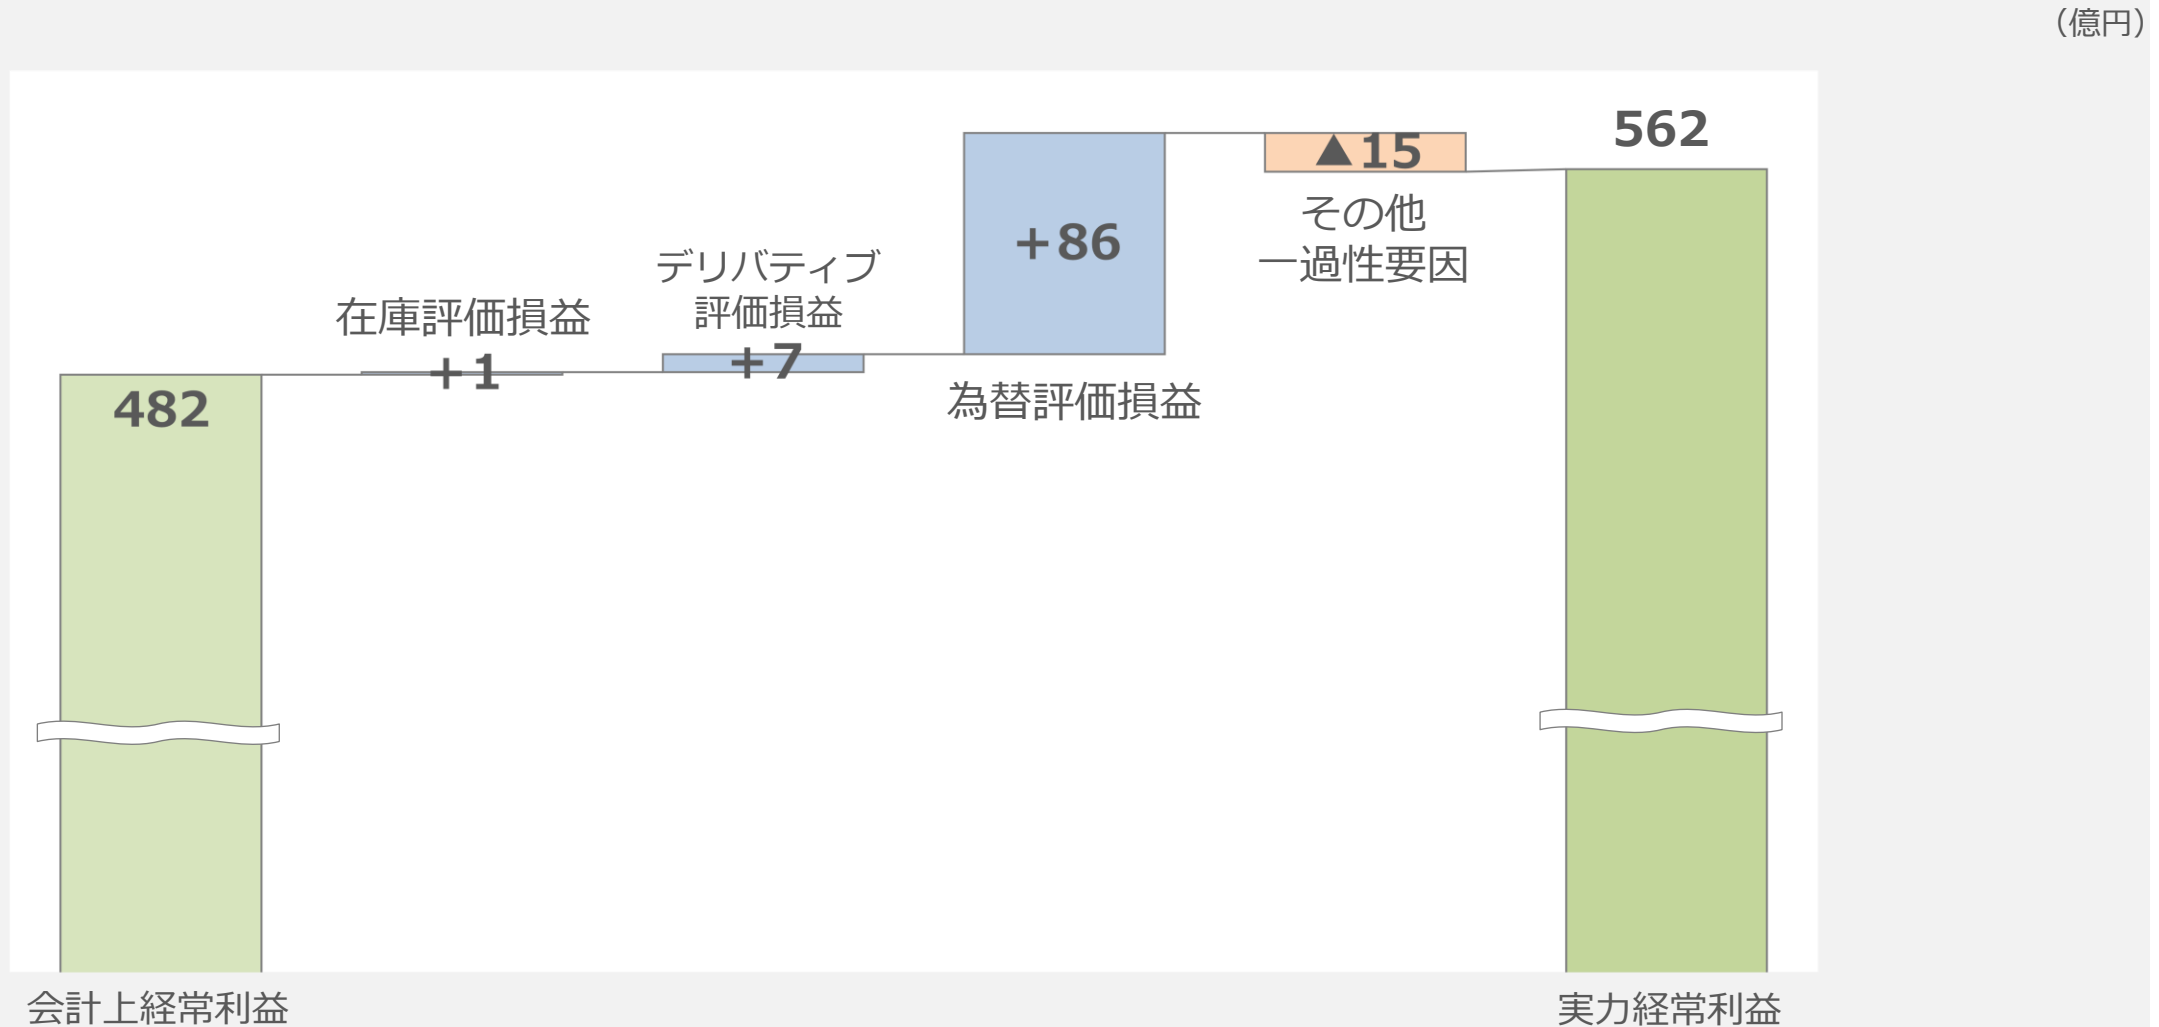 （億円）
562
▲15
その他
一過性要因
+86
デリバティブ
評価損益
+7
在庫評価損益
+1
為替評価損益
482
会計上経常利益
実力経常利益